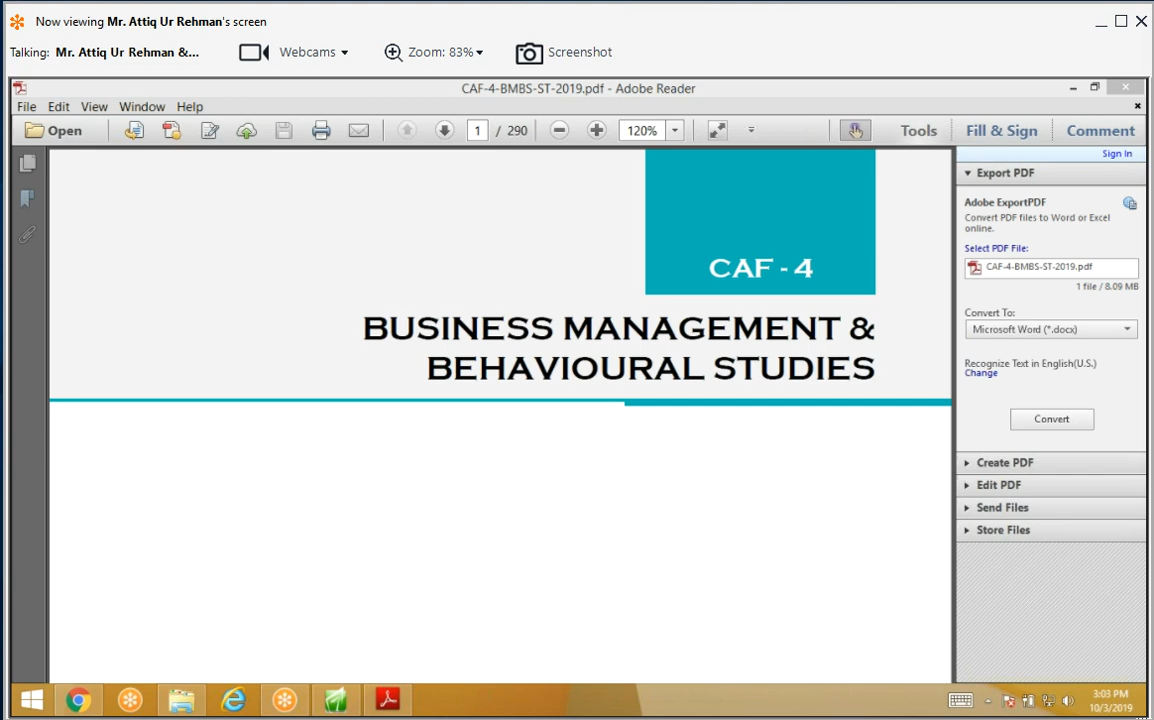 Now viewing Mr. Attiq Ur Rehman's screen
Talking: Mr. Attiq Ur Rehman &... Webcams Zoom: 83% Screenshot
CAF-4-BMBS-ST-2019.pdf - Adobe Reader
File Edit View Window Help
Open 1 / 290 120% Tools Fill & Sign Comment
Sign In
Export PDF
Adobe ExportPDF
Convert PDF files to Word or Excel
online.
Select PDF File:
CAF-4-BMBS-ST-2019.pdf
1 file / 8.09 MB
Convert To:
Microsoft Word (*.docx)
Recognize Text in English(U.S.)
Change
Convert
Create PDF
Edit PDF
Send Files
Store Files
CAF - 4
BUSINESS MANAGEMENT &
BEHAVIOURAL STUDIES
3:03 PM
10/3/2019